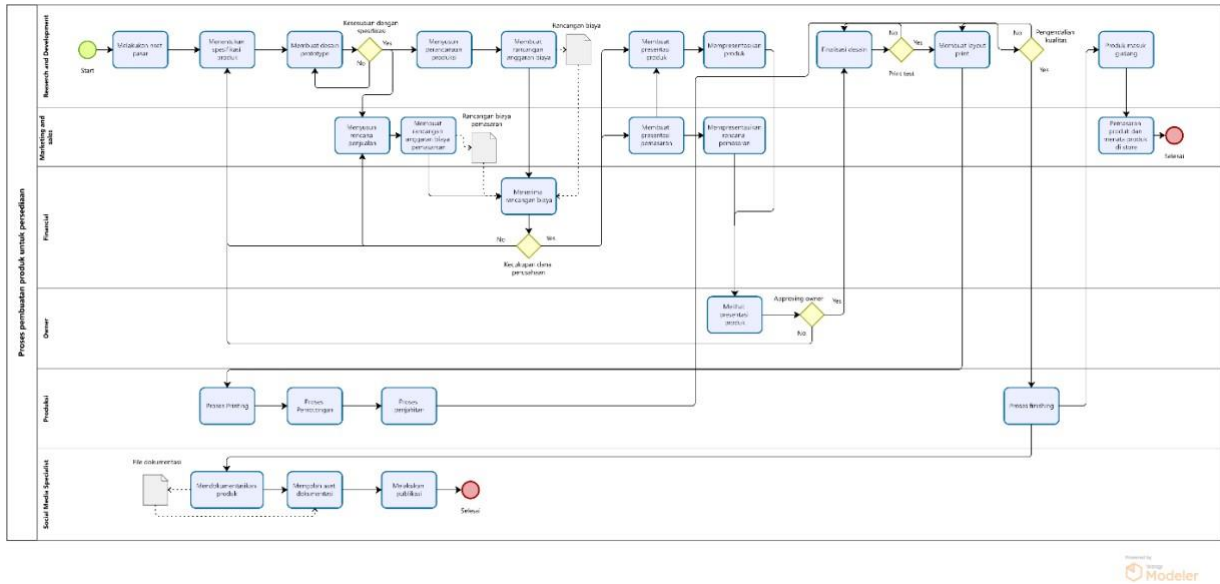 Proses pembuatan produk untuk persediaan
Research and Development
Start
Melakukan riset pasar
Menentukan spesifikasi produk
Membuat desain prototype
Kesesuaian dengan spesifikasi
Yes
No
Menyusun perencanaan produksi
Membuat rancangan anggaran biaya
Rancangan biaya
Membuat presentasi produk
Mempresentasikan produk
Finalisasi desain
No
Yes
Print test
Membuat layout print
No
Pengendalian kualitas
Yes
Produk masuk gudang
Marketing and sales
Menyusun rencana penjualan
Membuat rancangan anggaran biaya pemasaran
Rancangan biaya pemasaran
Membuat presentasi pemasaran
Mempresentasikan rencana pemasaran
Pemasaran produk dan menata produk di store
Selesai
Financial
Menerima rancangan biaya
No
Yes
Kecakapan dana perusahaan
Owner
Melihat presentasi produk
Approving owner
Yes
No
Produksi
Proses Printing
Proses Pemotongan
Proses penjahitan
Proses finishing
Social Media Specialist
File dokumentasi
Mendokumentasikan produk
Mengolah aset dokumentasi
Melakukan publikasi
Selesai
Powered by
bizagi
Modeler